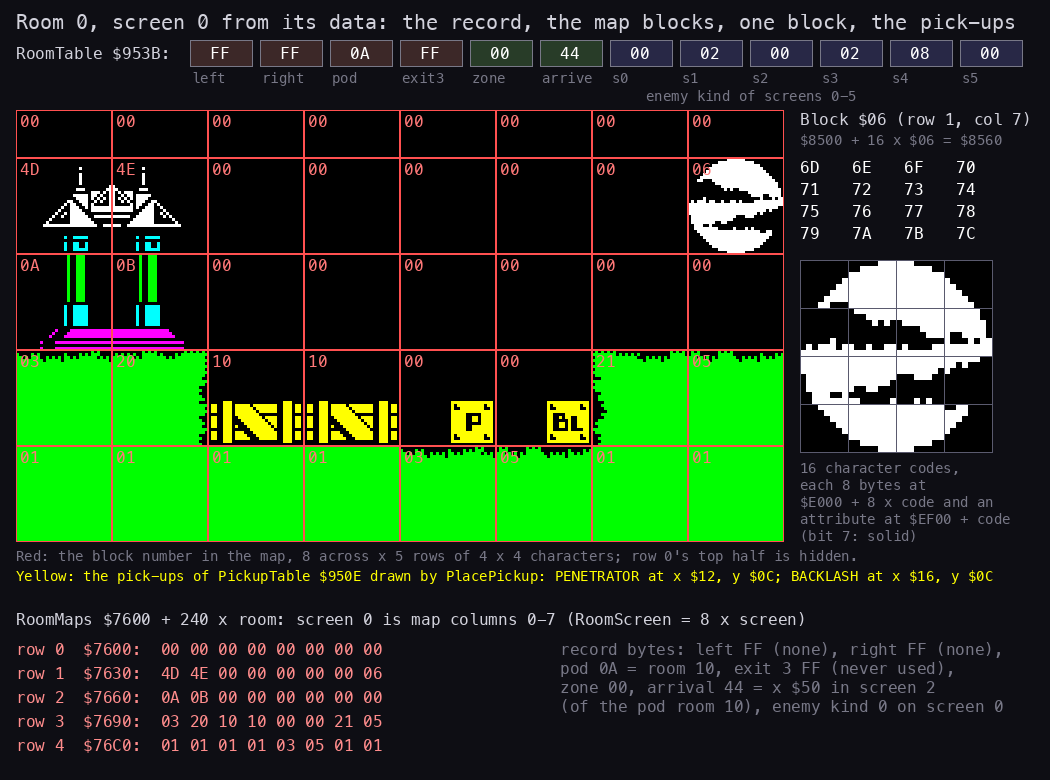 Room 0, screen 0 from its data: the record, the map blocks, one block, the pick-ups
RoomTable $953B: FF FF 0A FF 00 44 00 02 00 02 08 00
left right pod exit3 zone arrive s0 s1 s2 s3 s4 s5
enemy kind of screens 0-5
00 00 00 00 00 00 00 00
4D 4E 00 00 00 00 00 06
0A 0B 00 00 00 00 00 00
03 20 10 10 00 00 21 05
P BL
01 01 01 01 03 05 01 01
Block $06 (row 1, col 7)
$8500 + 16 x $06 = $8560
6D 6E 6F 70
71 72 73 74
75 76 77 78
79 7A 7B 7C
16 character codes,
each 8 bytes at
$E000 + 8 x code and an
attribute at $EF00 + code
(bit 7: solid)
Red: the block number in the map, 8 across x 5 rows of 4 x 4 characters; row 0's top half is hidden.
Yellow: the pick-ups of PickupTable $950E drawn by PlacePickup: PENETRATOR at x $12, y $0C; BACKLASH at x $16, y $0C
RoomMaps $7600 + 240 x room: screen 0 is map columns 0-7 (RoomScreen = 8 x screen)
row 0 $7600: 00 00 00 00 00 00 00 00
row 1 $7630: 4D 4E 00 00 00 00 00 06
row 2 $7660: 0A 0B 00 00 00 00 00 00
row 3 $7690: 03 20 10 10 00 00 21 05
row 4 $76C0: 01 01 01 01 03 05 01 01
record bytes: left FF (none), right FF (none),
pod 0A = room 10, exit 3 FF (never used),
zone 00, arrival 44 = x $50 in screen 2
(of the pod room 10), enemy kind 0 on screen 0